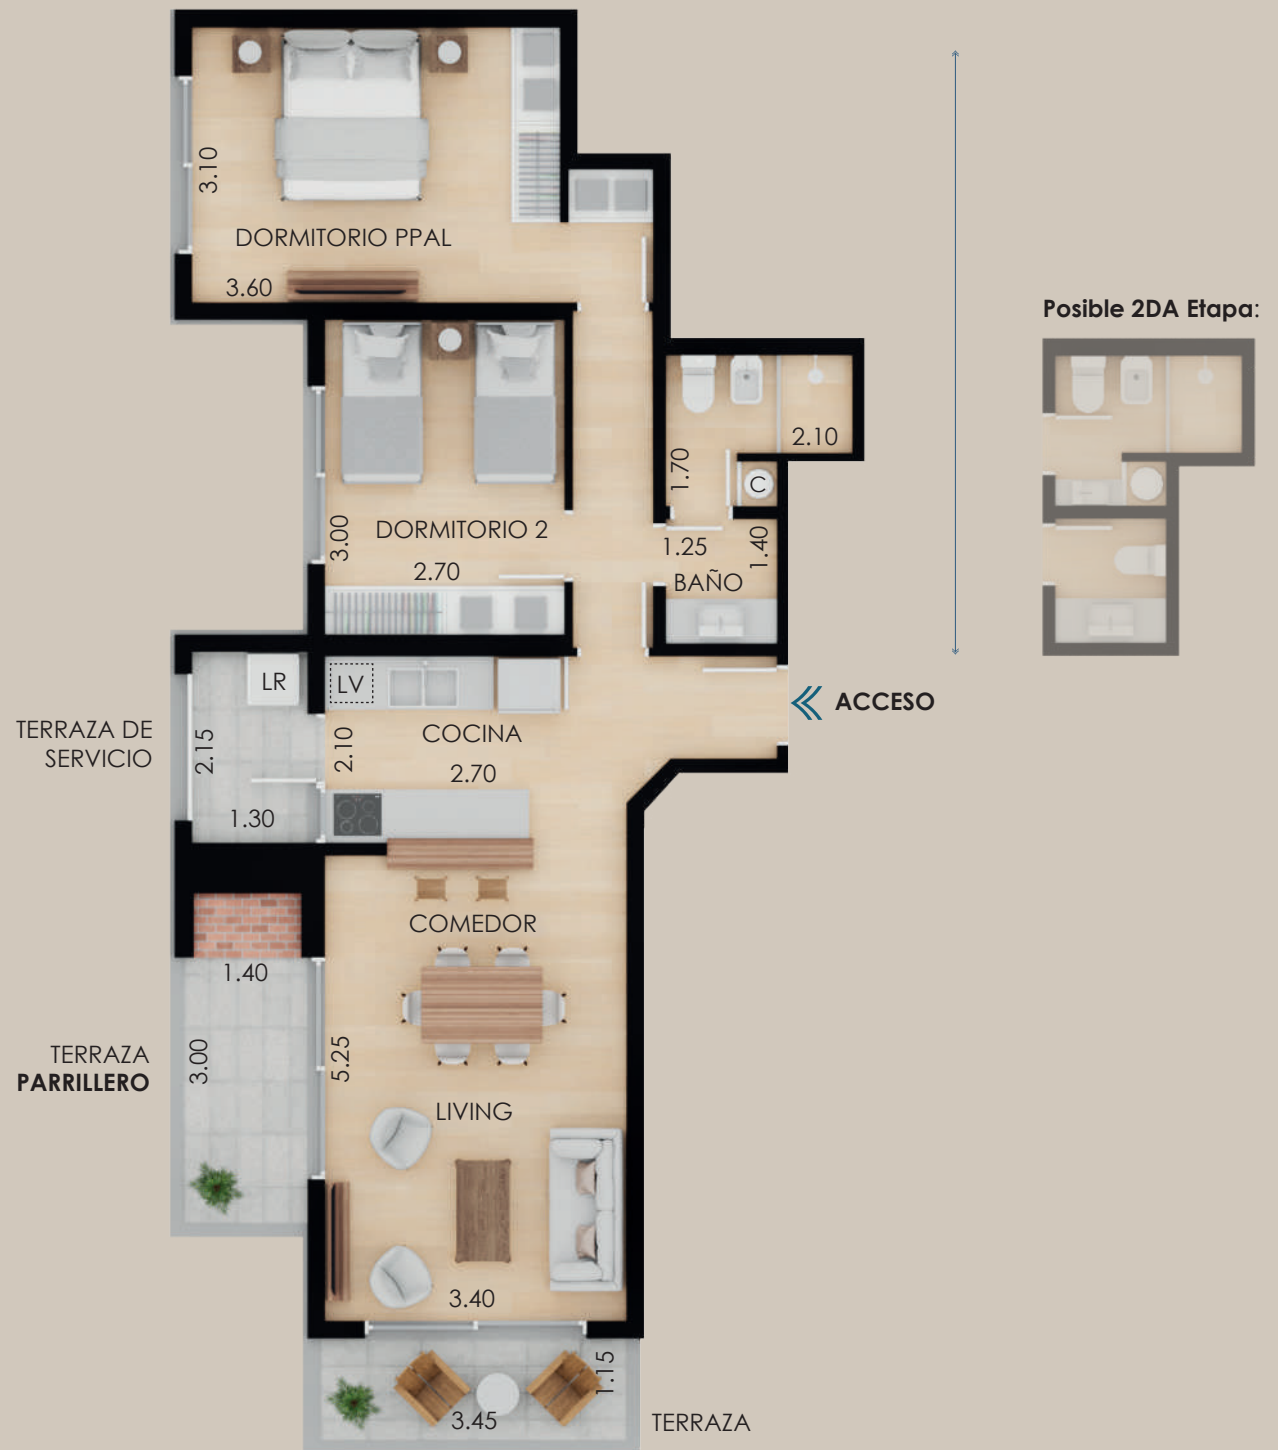 3.10
DORMITORIO PPAL
3.60
Posible 2DA Etapa:
2.10
1.70
C
3.00
DORMITORIO 2
2.70
1.25
1.40
BAÑO
LR
LV
ACCESO
TERRAZA DE
SERVICIO
2.15
2.10
COCINA
2.70
1.30
COMEDOR
1.40
TERRAZA
PARRILLERO
3.00
5.25
LIVING
3.40
1.15
3.45
TERRAZA